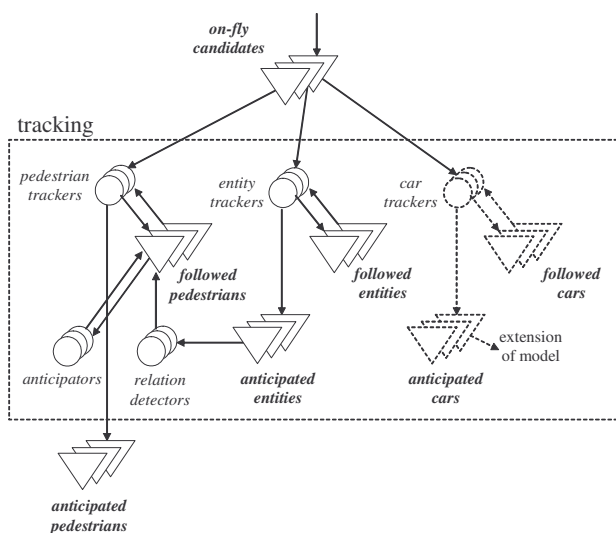 on-fly
candidates
tracking
pedestrian
trackers
entity
trackers
car
trackers
followed
pedestrians
followed
entities
followed
cars
anticipators
relation
detectors
anticipated
entities
anticipated
cars
extension
of model
anticipated
pedestrians